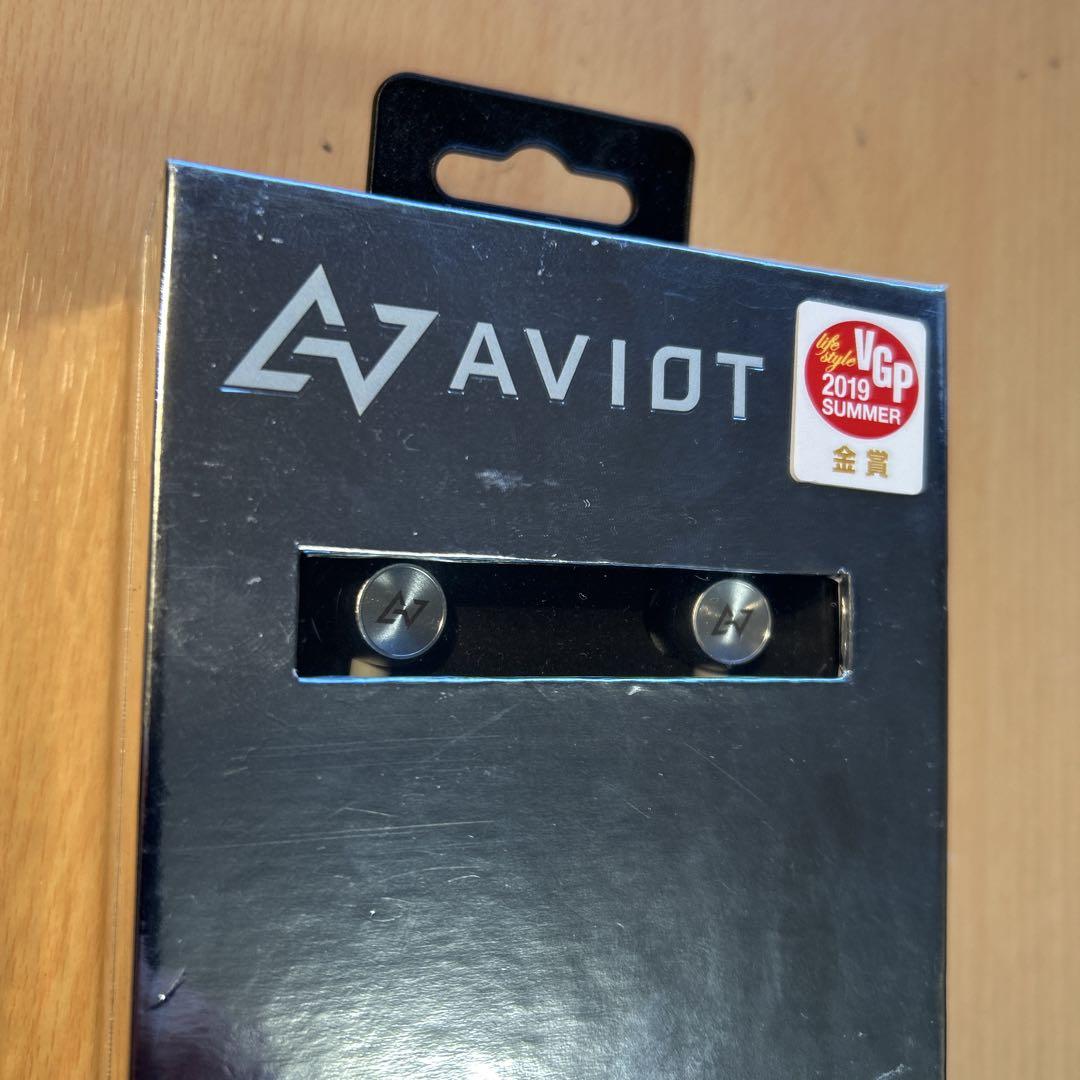 AVIOT
life
style
VGP
2019
SUMMER
金賞